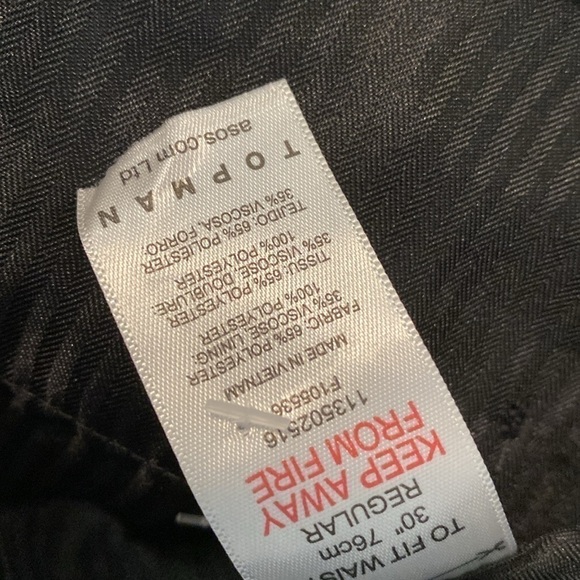 TO FIT WAIST
30" 76cm
REGULAR
KEEP AWAY
FROM FIRE
113502516
F105636
MADE IN VIETNAM
FABRIC: 65% POLYESTER
35% VISCOSE, LINING:
100% POLYESTER
TISSU: 65% POLYESTER
35% VISCOSE, DOUBLURE:
100% POLYESTER
TEJIDO: 65% POLIESTER
35% VISCOSA, FORRO:
TOPMAN
asos.com Ltd